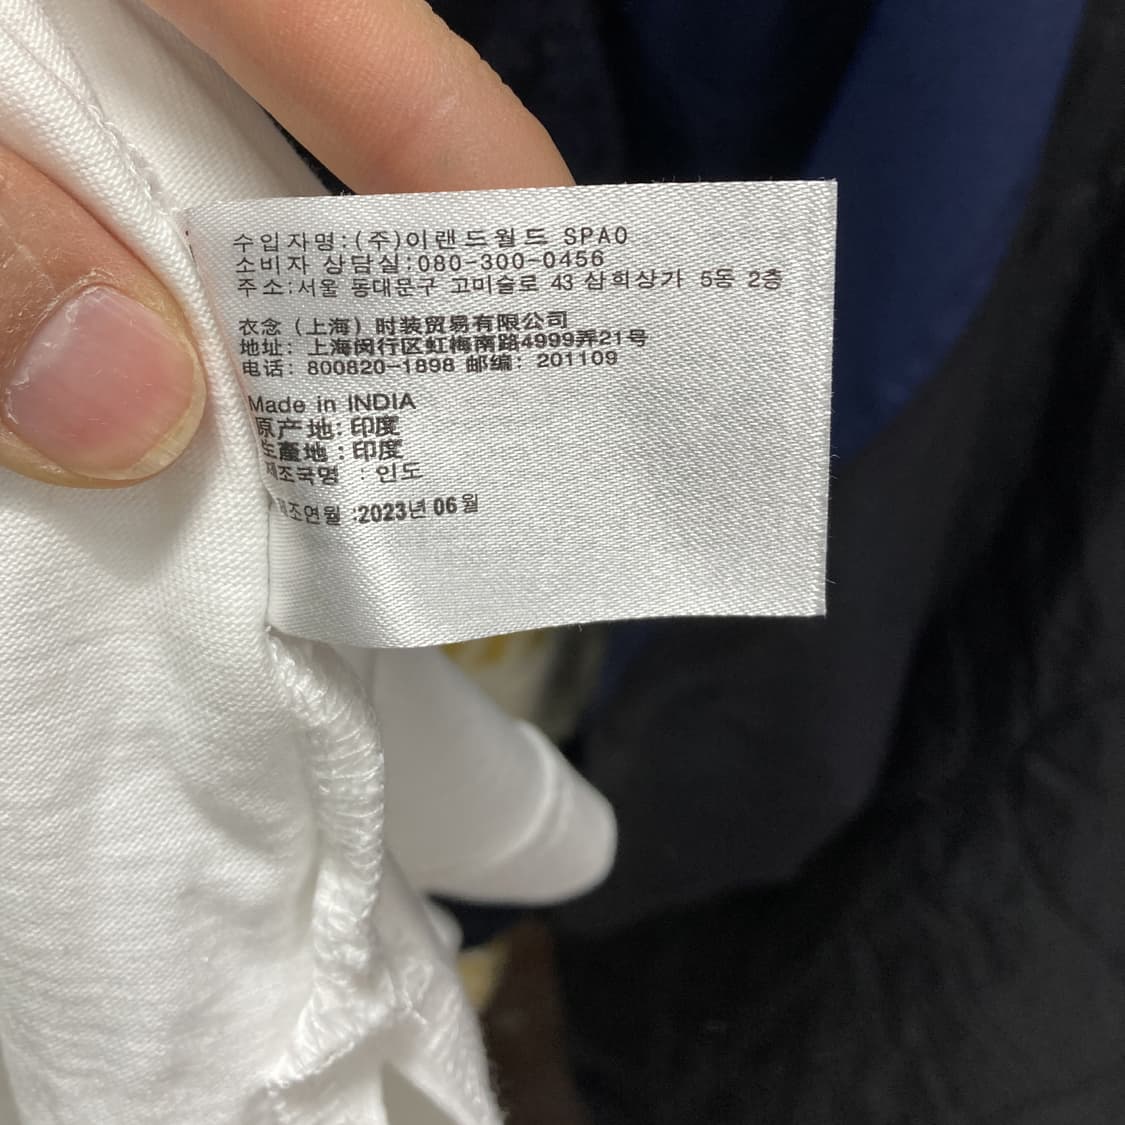 수입자명:(주)이랜드월드 SPAO
소비자 상담실:080-300-0456
주소:서울 동대문구 고미술로 43 삼희상가 5동 2층
衣念（上海）时装贸易有限公司
地址：上海闵行区虹梅南路4999弄21号
电话：800820-1898 邮编：201109
Made in INDIA
原产地：印度
生產地：印度
제조국명 : 인도
제조연월 :2023년 06월